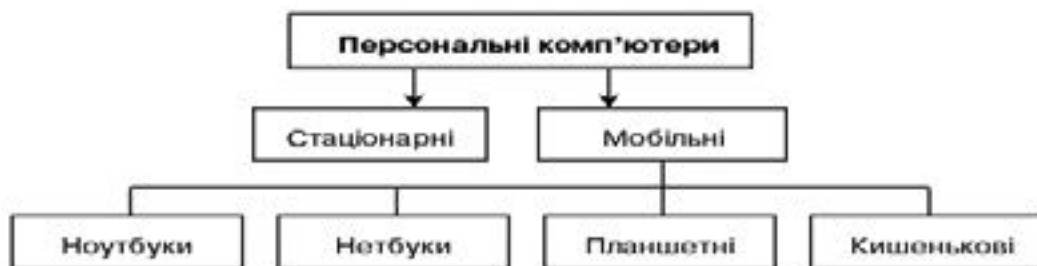 Персональні комп’ютери
Стаціонарні
Мобільні
Ноутбуки
Нетбуки
Планшетні
Кишенькові